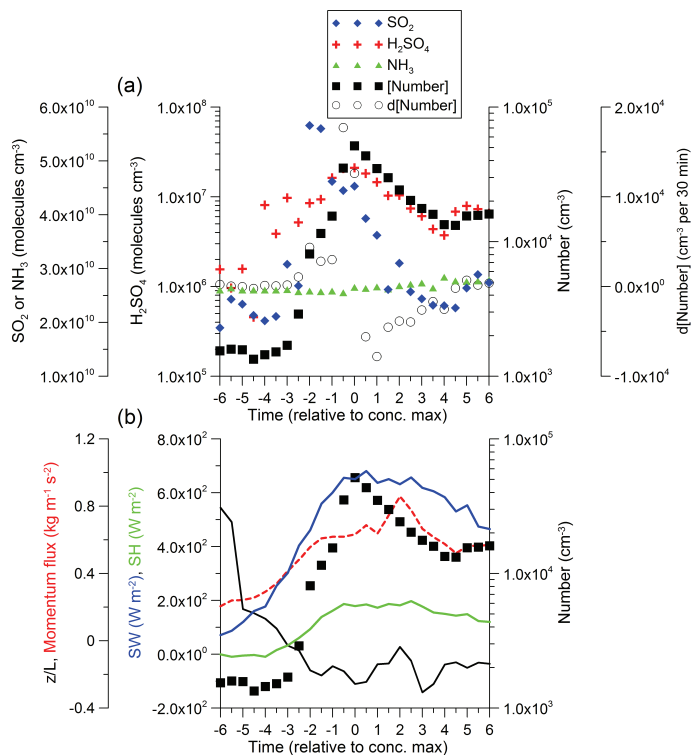 SO2
H2SO4
NH3
[Number]
d[Number]
(a)
SO2 or NH3 (molecules cm-3)
6.0x10^10
5.0x10^10
4.0x10^10
3.0x10^10
2.0x10^10
1.0x10^10
H2SO4 (molecules cm-3)
1.0x10^8
1.0x10^7
1.0x10^6
1.0x10^5
Number (cm-3)
1.0x10^5
1.0x10^4
1.0x10^3
d[Number] (cm-3 per 30 min)
2.0x10^4
1.0x10^4
0.0x10^0
-1.0x10^4
-6 -5 -4 -3 -2 -1 0 1 2 3 4 5 6
Time (relative to conc. max)
(b)
z/L, Momentum flux (kg m-1 s-2)
1.2
0.8
0.4
0
-0.4
SW (W m-2), SH (W m-2)
8.0x10^2
6.0x10^2
4.0x10^2
2.0x10^2
0.0x10^0
-2.0x10^2
Number (cm-3)
1.0x10^5
1.0x10^4
1.0x10^3
-6 -5 -4 -3 -2 -1 0 1 2 3 4 5 6
Time (relative to conc. max)